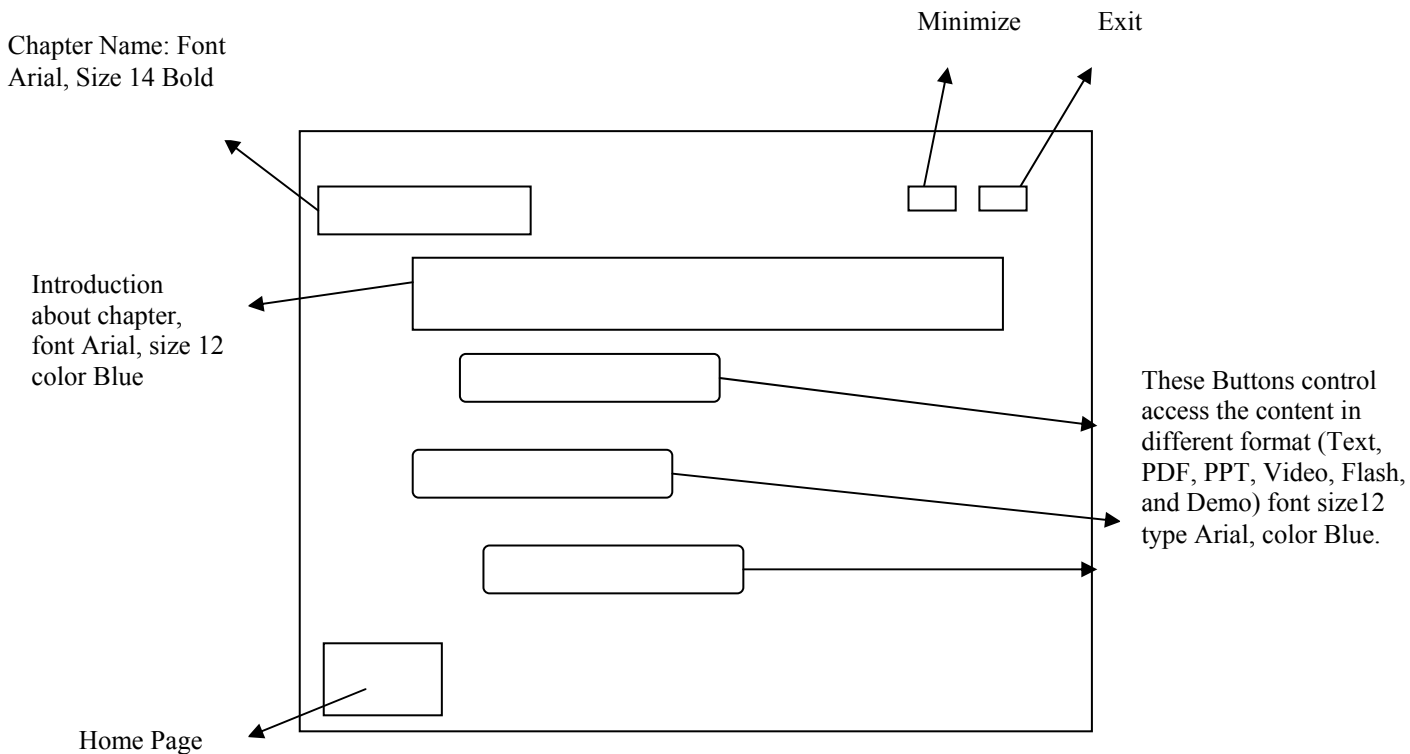 Minimize
Exit
Chapter Name: Font
Arial, Size 14 Bold
Introduction
about chapter,
font Arial, size 12
color Blue
These Buttons control
access the content in
different format (Text,
PDF, PPT, Video, Flash,
and Demo) font size12
type Arial, color Blue.
Home Page